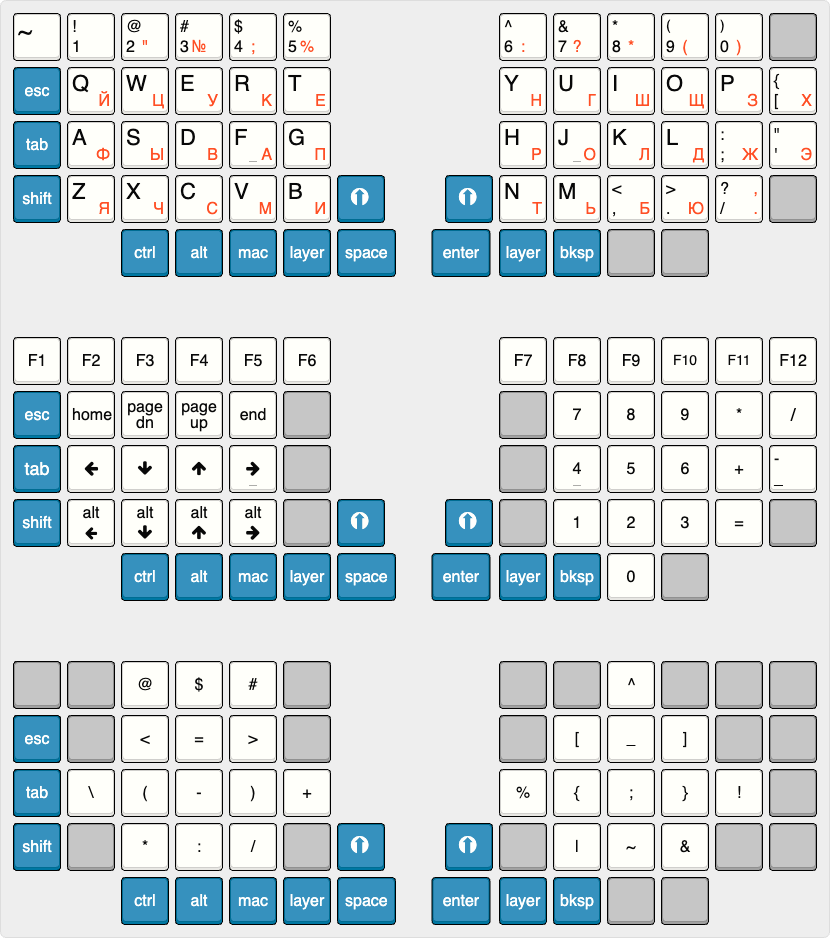 ~ ! @ # $ % ^ & * ( )
1 2 " 3 № 4 ; 5 % 6 : 7 ? 8 * 9 ( 0 )
esc Q Й W Ц E У R К T Е Y Н U Г I Ш O Щ P З { [ Х
tab A Ф S Ы D В F _ А G П H Р J _ О K Л L Д : ; Ж " ' Э
shift Z Я X Ч C С V М B И N Т M Ь < , Б > . Ю ? / , .
ctrl alt mac layer space enter layer bksp
F1 F2 F3 F4 F5 F6 F7 F8 F9 F10 F11 F12
esc home page dn page up end 7 8 9 * /
tab ← ↓ ↑ → _ 4 _ 5 6 + - _
shift alt ← alt ↓ alt ↑ alt → 1 2 3 =
ctrl alt mac layer space enter layer bksp 0
@ $ # ^
esc < = > [ _ ]
tab \ ( - ) + % { ; } !
shift * : / | ~ &
ctrl alt mac layer space enter layer bksp